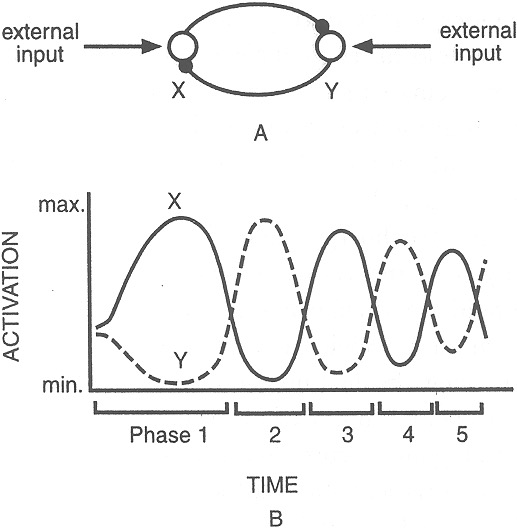 external
input
external
input
X
Y
A
max.
X
ACTIVATION
Y
min.
Phase 1
2
3
4
5
TIME
B